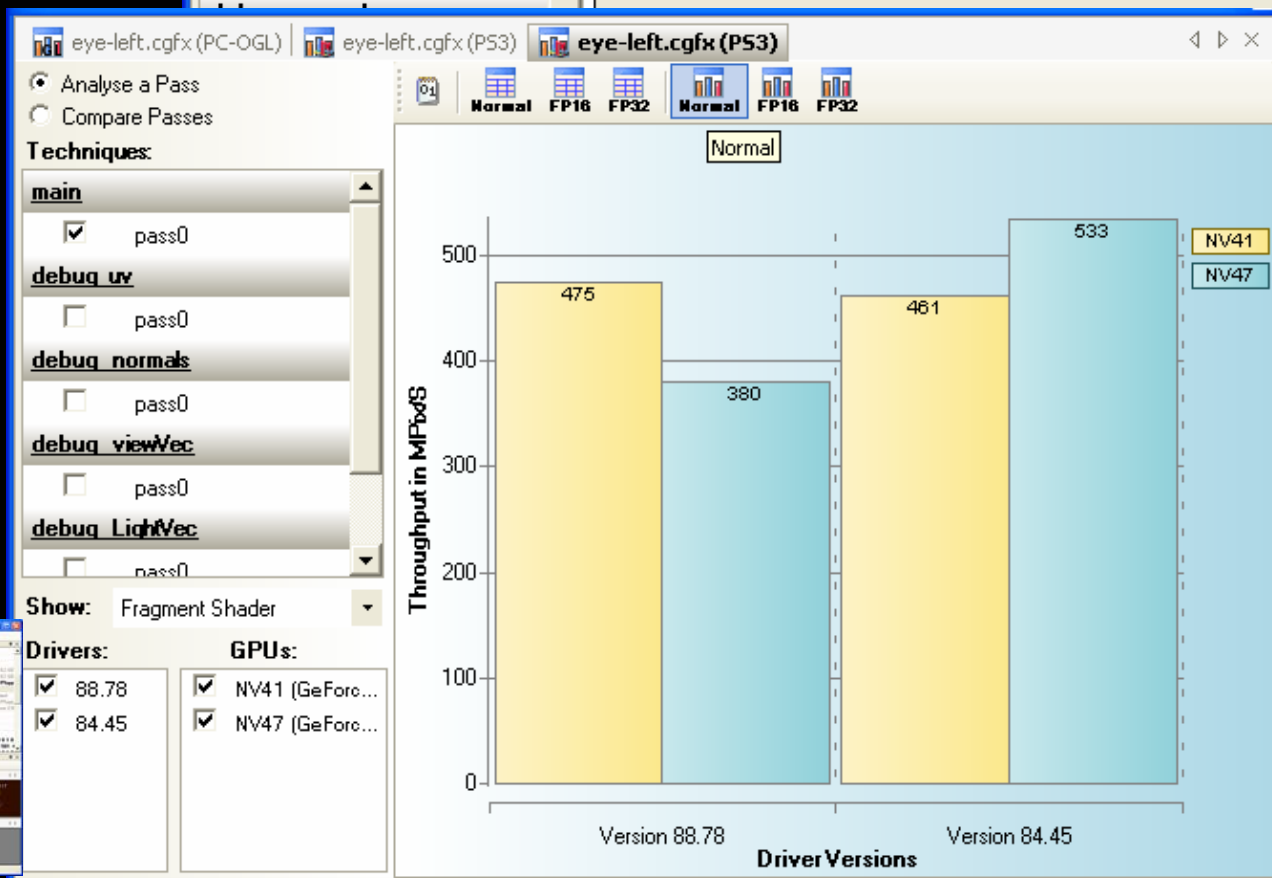 eye-left.cgfx (PC-OGL) eye-left.cgfx (PS3) eye-left.cgfx (PS3)
Analyse a Pass
Compare Passes
Techniques:
main
pass0
debug_uv
pass0
debug_normals
pass0
debug_viewVec
pass0
debug_LightVec
pass0
Show: Fragment Shader
Drivers:
88.78
84.45
GPUs:
NV41 (GeForc...
NV47 (GeForc...
01 Normal FP16 FP32 Normal FP16 FP32
Normal
Throughput in MPix/S
500
400
300
200
100
0
475
380
461
533
NV41
NV47
Version 88.78 Version 84.45
Driver Versions